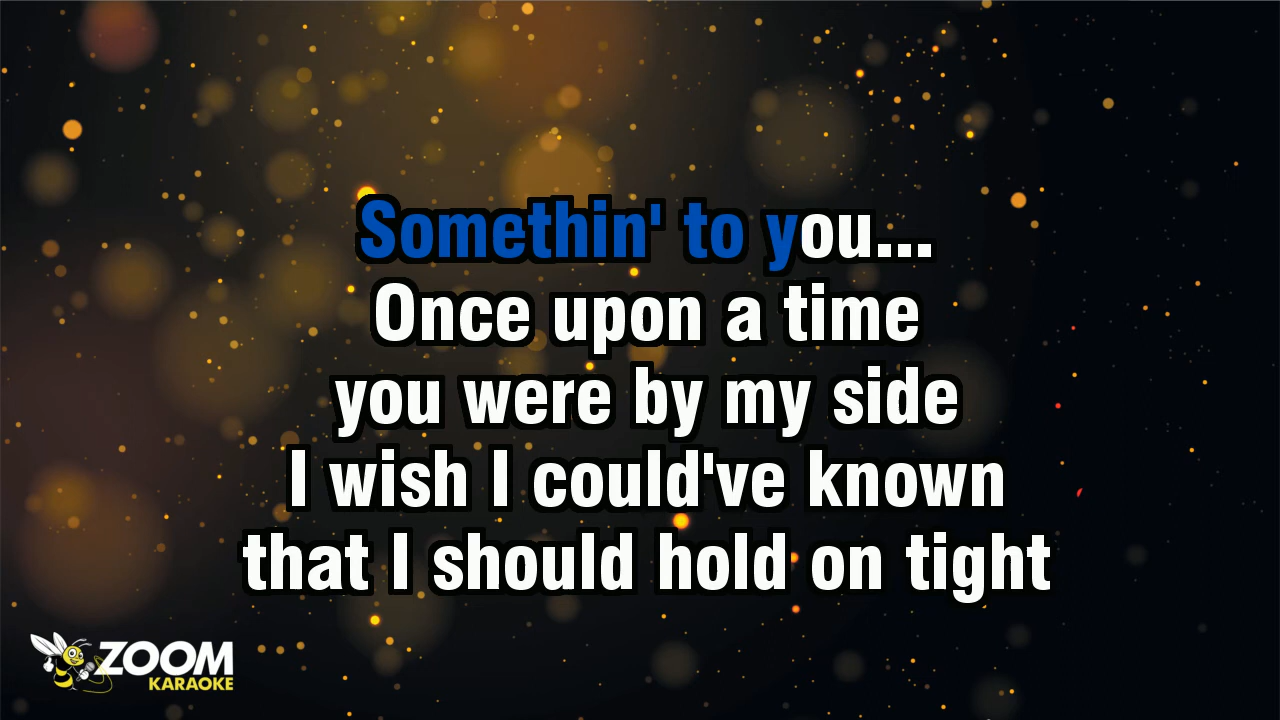 Somethin' to you...
Once upon a time
you were by my side
I wish I could've known
that I should hold on tight
ZOOM
KARAOKE